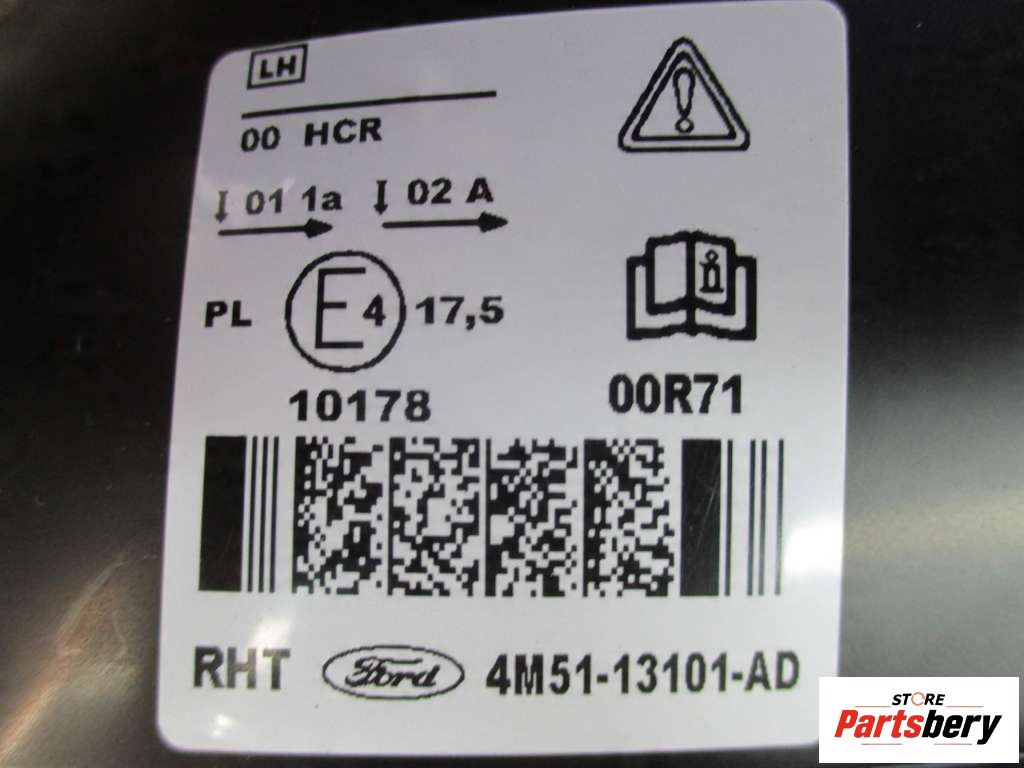 LH
00 HCR
01 1a 02 A
PL E4 17,5
10178 00R71
RHT Ford 4M51-13101-AD
STORE
Partsbery